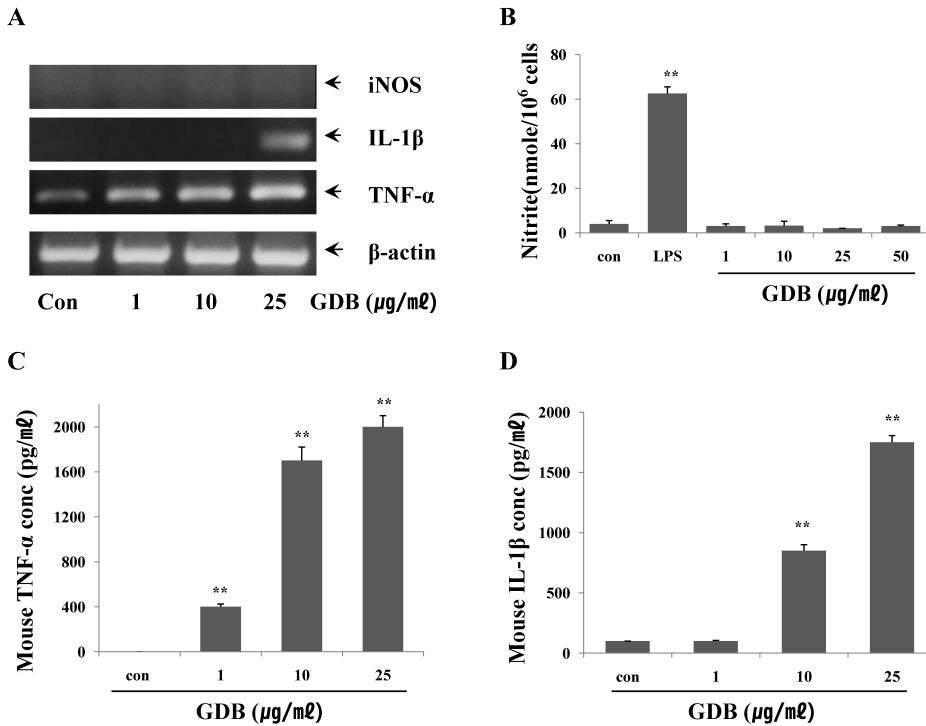 A
iNOS
IL-1β
TNF-α
β-actin
Con 1 10 25 GDB (µg/㎖)
B
Nitrite(nmole/10⁶ cells
80
60
40
20
0
**
con LPS 1 10 25 50
GDB (µg/㎖)
C
Mouse TNF-α conc (pg/㎖)
2000
1600
1200
800
400
0
**
**
**
con 1 10 25
GDB (µg/㎖)
D
Mouse IL-1β conc (pg/㎖)
2000
1500
1000
500
0
**
**
con 1 10 25
GDB (µg/㎖)